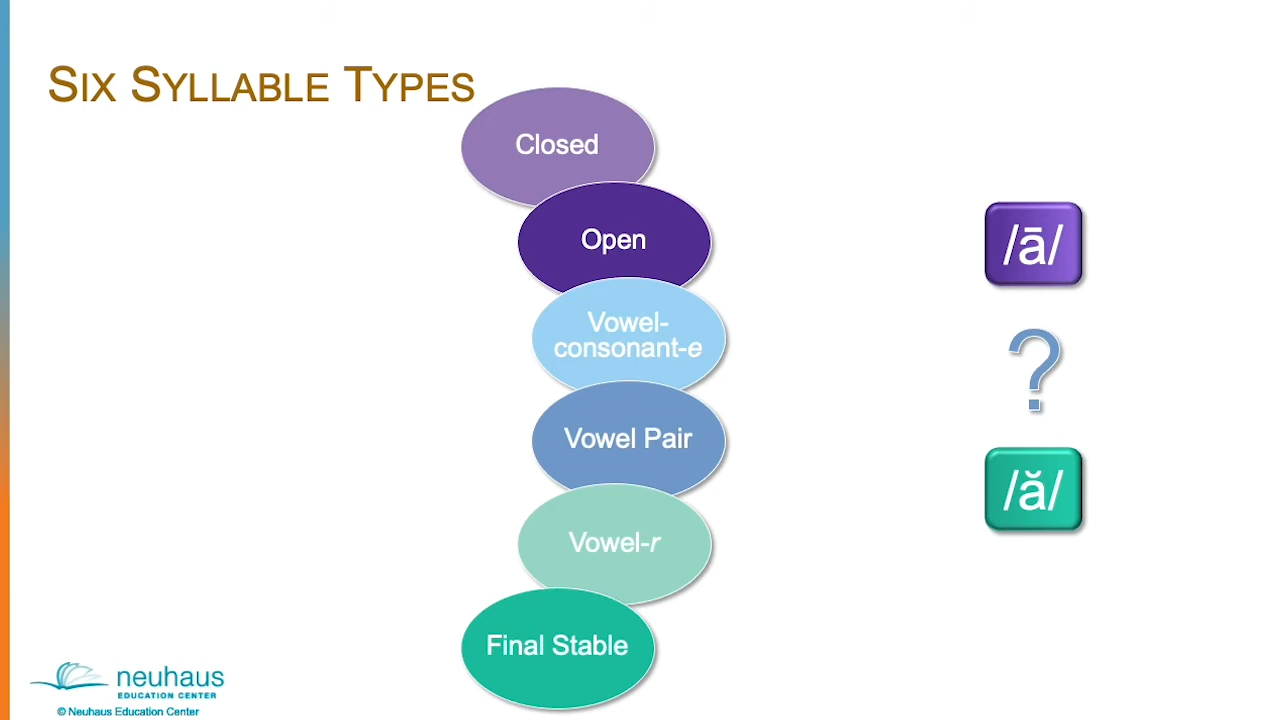 SIX SYLLABLE TYPES
Closed
Open
Vowel-
consonant-e
Vowel Pair
Vowel-r
Final Stable
/ā/
?
/ă/
neuhaus
EDUCATION CENTER
© Neuhaus Education Center